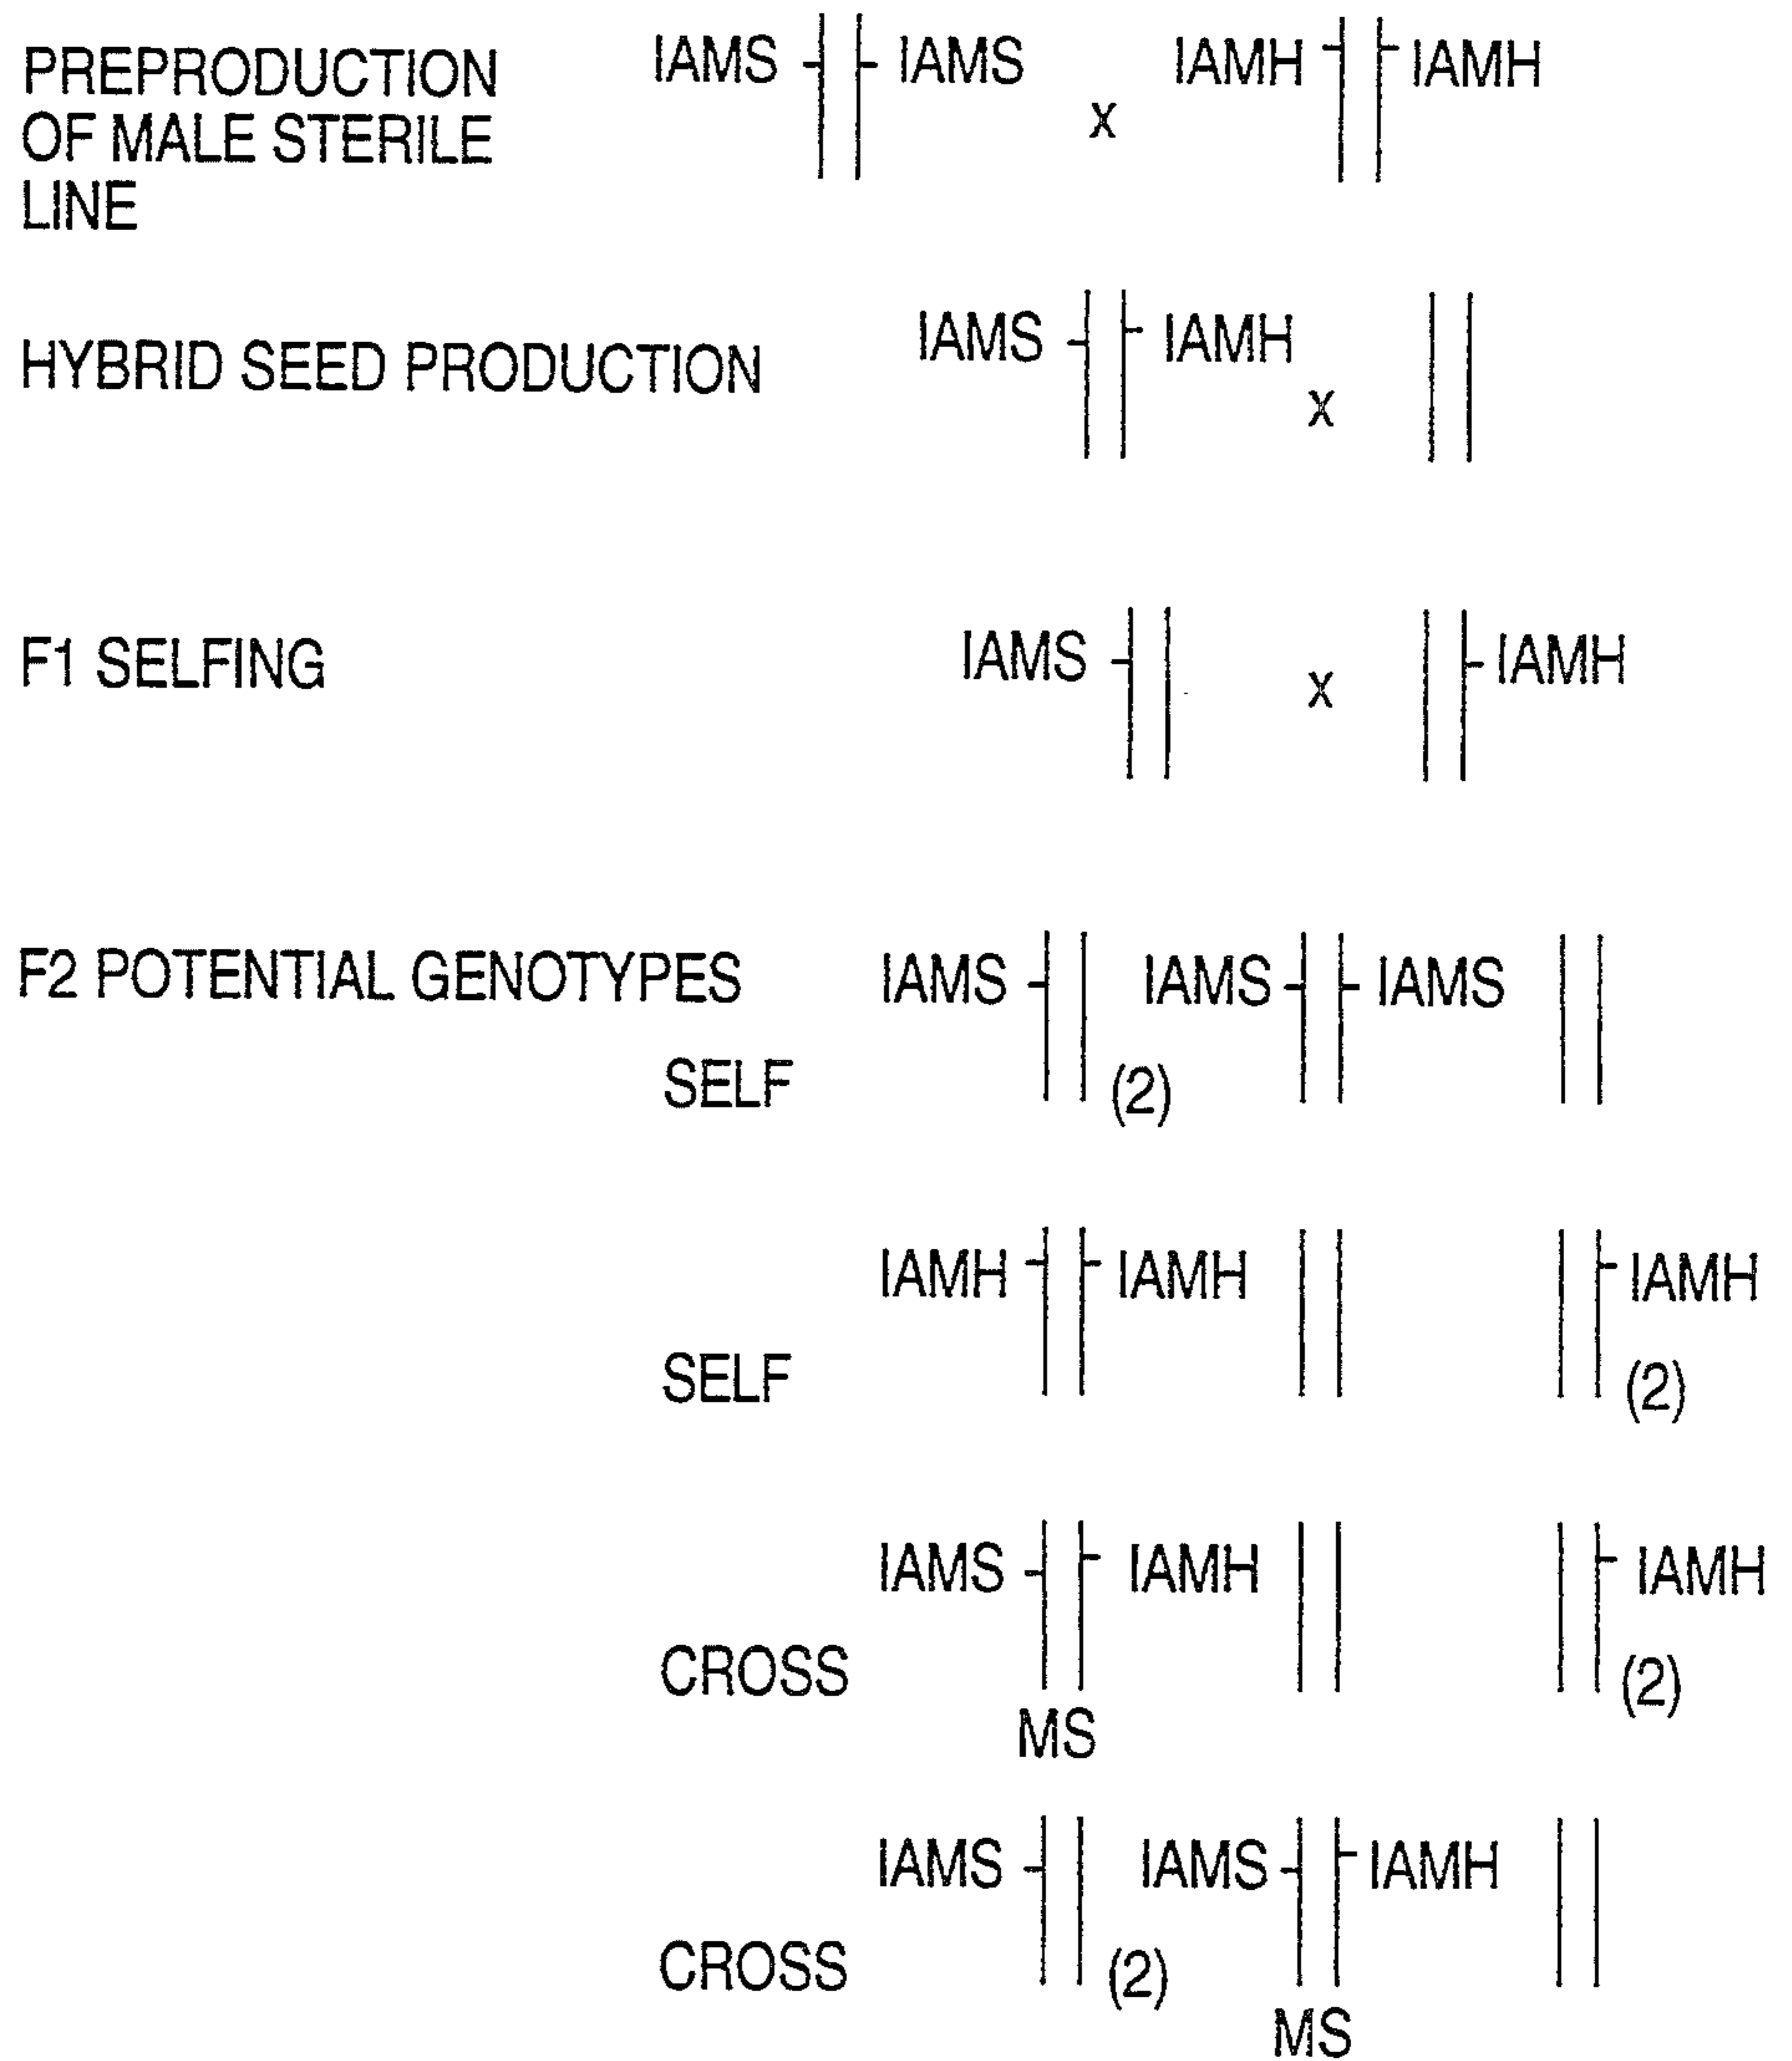 PREPRODUCTION
OF MALE STERILE
LINE
IAMS IAMS x IAMH IAMH
HYBRID SEED PRODUCTION
IAMS IAMH x
F1 SELFING
IAMS x IAMH
F2 POTENTIAL GENOTYPES
IAMS IAMS IAMS
SELF (2)
IAMH IAMH IAMH
SELF (2)
IAMS IAMH IAMH
CROSS (2)
MS
IAMS IAMS IAMH
CROSS (2)
MS